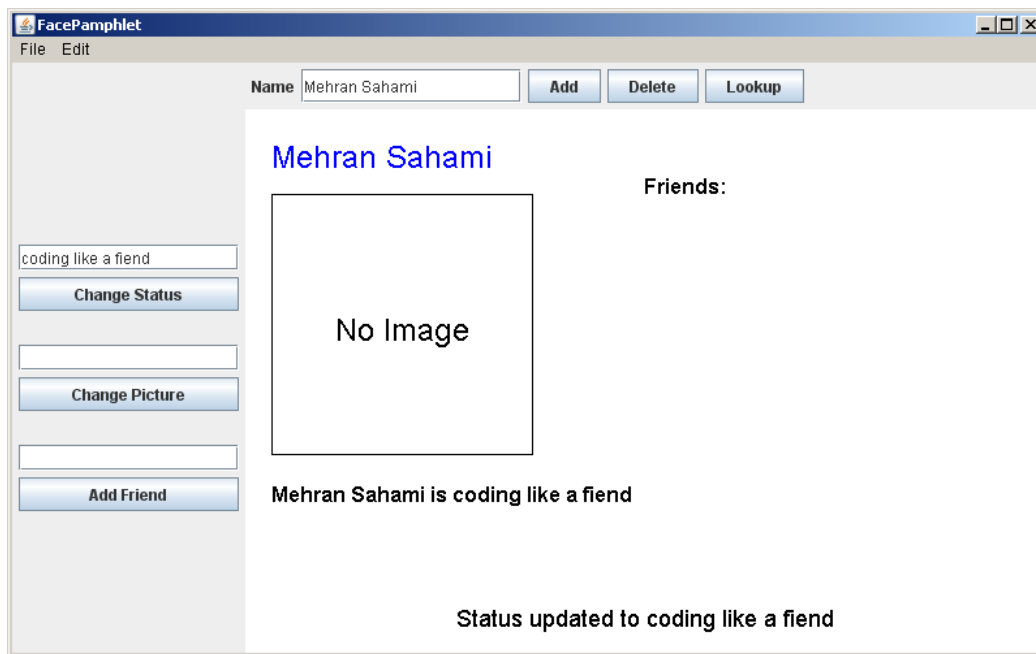 FacePamphlet
File Edit
Name Mehran Sahami Add Delete Lookup
Mehran Sahami
Friends:
coding like a fiend
Change Status
No Image
Change Picture
Add Friend
Mehran Sahami is coding like a fiend
Status updated to coding like a fiend